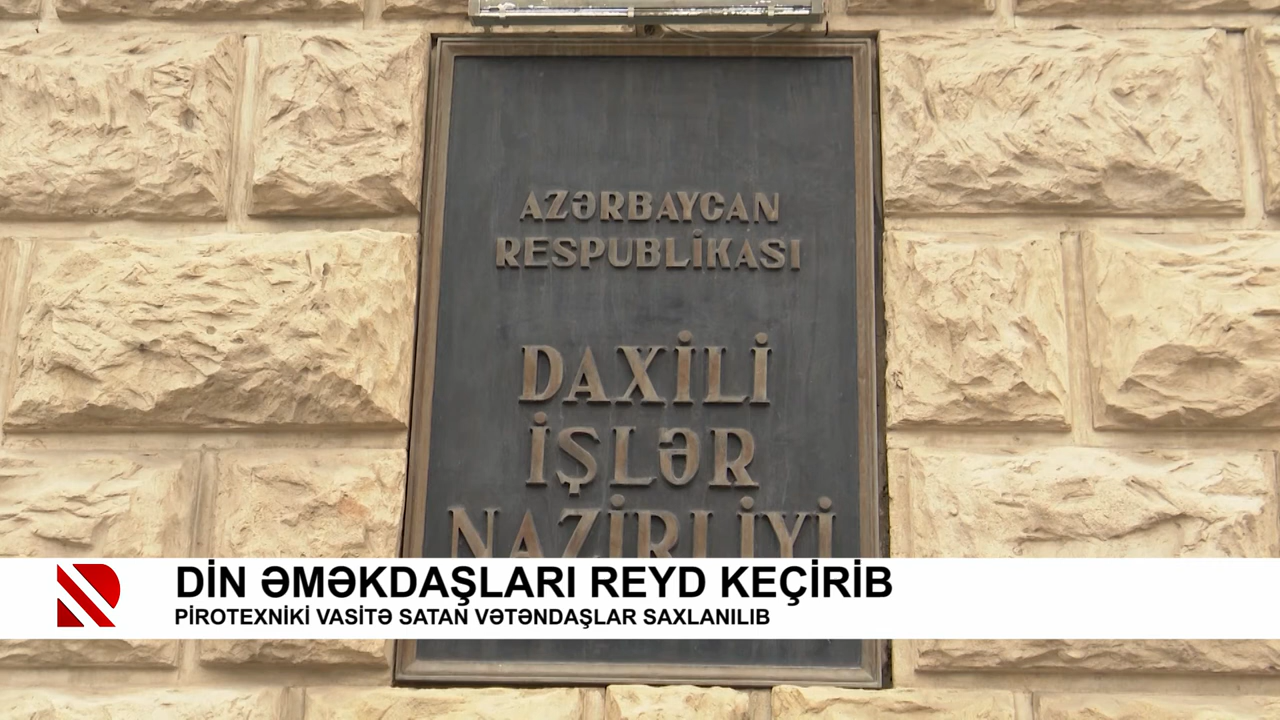 AZƏRBAYCAN
RESPUBLİKASI
DAXİLİ
İŞLƏR
NAZİRLİYİ
DİN ƏMƏKDAŞLARI REYD KEÇİRİB
PİROTEXNİKİ VASİTƏ SATAN VƏTƏNDAŞLAR SAXLANILIB